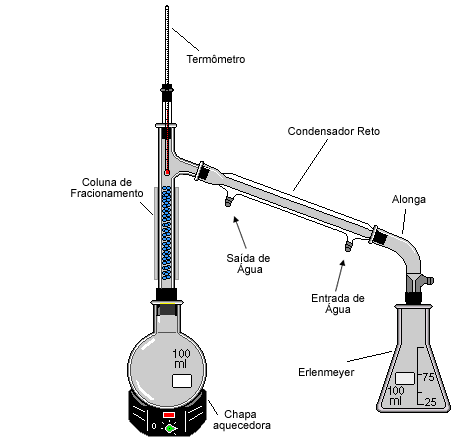 Termômetro
Condensador Reto
Coluna de
Fracionamento
Alonga
Saída de
Água
Entrada de
Água
Erlenmeyer
100
ml
75
100
ml
25
0
Chapa
aquecedora